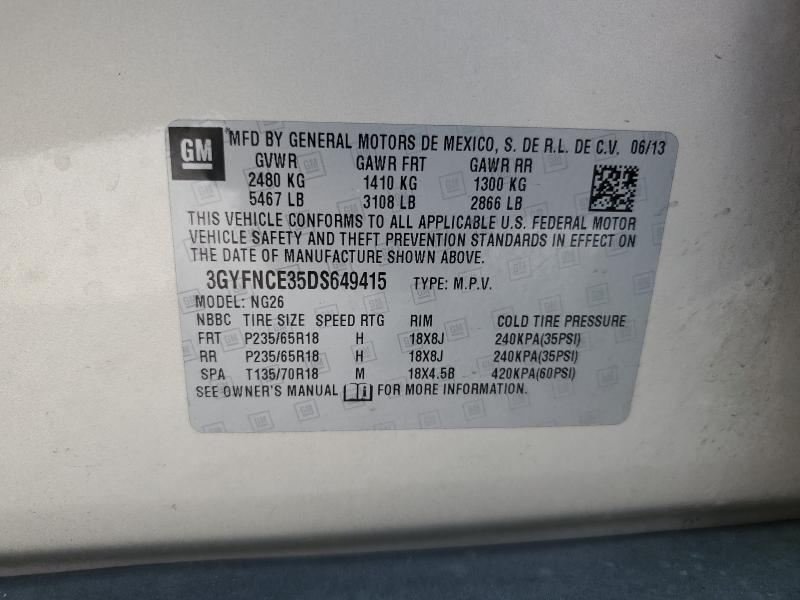 GM
*MFD BY GENERAL MOTORS DE MEXICO, S. DE R.L. DE C.V. 06/13
GVWR GAWR FRT GAWR RR
2480 KG 1410 KG 1300 KG
5467 LB 3108 LB 2866 LB
THIS VEHICLE CONFORMS TO ALL APPLICABLE U.S. FEDERAL MOTOR
VEHICLE SAFETY AND THEFT PREVENTION STANDARDS IN EFFECT ON
THE DATE OF MANUFACTURE SHOWN ABOVE.
3GYFNCE35DS649415 TYPE: M.P.V.
MODEL: NG26
NBBC TIRE SIZE SPEED RTG RIM COLD TIRE PRESSURE
FRT P235/65R18 H 18X8J 240KPA(35PSI)
RR P235/65R18 H 18X8J 240KPA(35PSI)
SPA T135/70R18 M 18X4.5B 420KPA(60PSI)
SEE OWNER'S MANUAL FOR MORE INFORMATION.